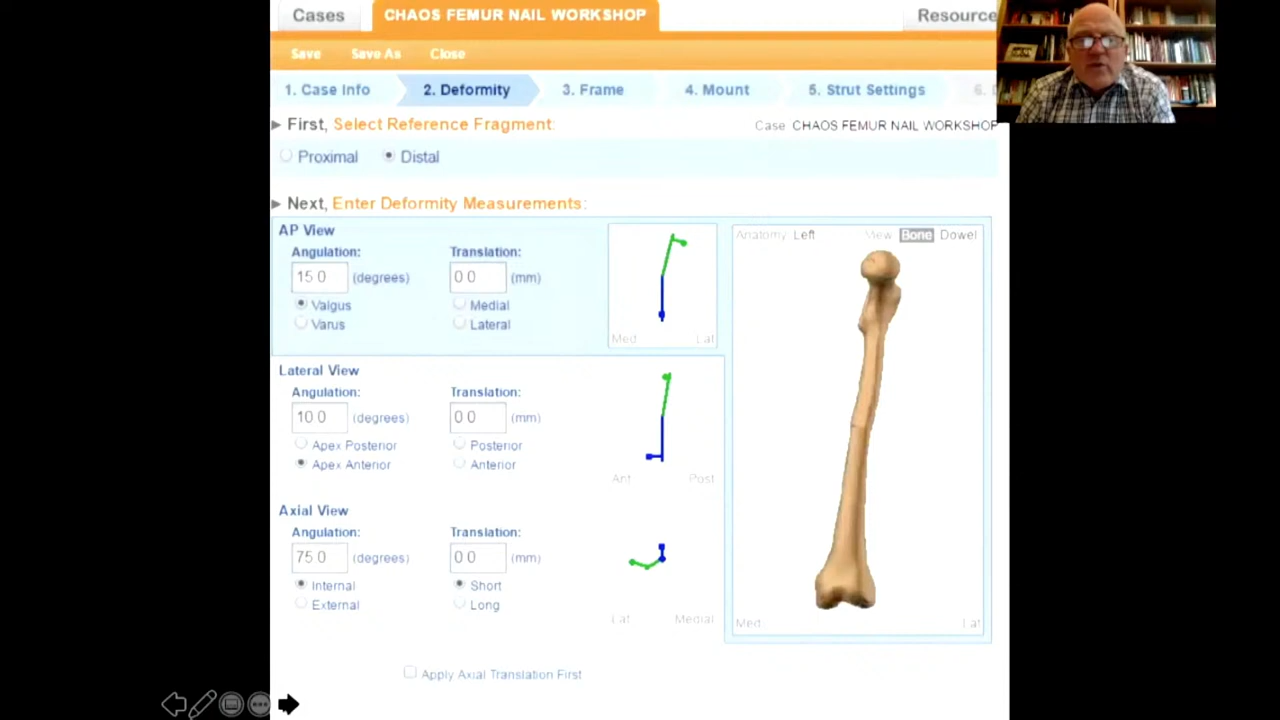 Cases CHAOS FEMUR NAIL WORKSHOP Resource
Save Save As Close
1. Case Info 2. Deformity 3. Frame 4. Mount 5. Strut Settings 6.
First, Select Reference Fragment: Case CHAOS FEMUR NAIL WORKSHOP
Proximal Distal
Next, Enter Deformity Measurements:
AP View
Angulation: Translation:
15 0 (degrees) 0 0 (mm)
Valgus Medial
Varus Lateral
Med Lat
Anatomy: Left View Bone Dowel
Lateral View
Angulation: Translation:
10 0 (degrees) 0 0 (mm)
Apex Posterior Posterior
Apex Anterior Anterior
Ant Post
Axial View
Angulation: Translation:
75 0 (degrees) 0 0 (mm)
Internal Short
External Long
Lat Medial
Med Lat
Apply Axial Translation First